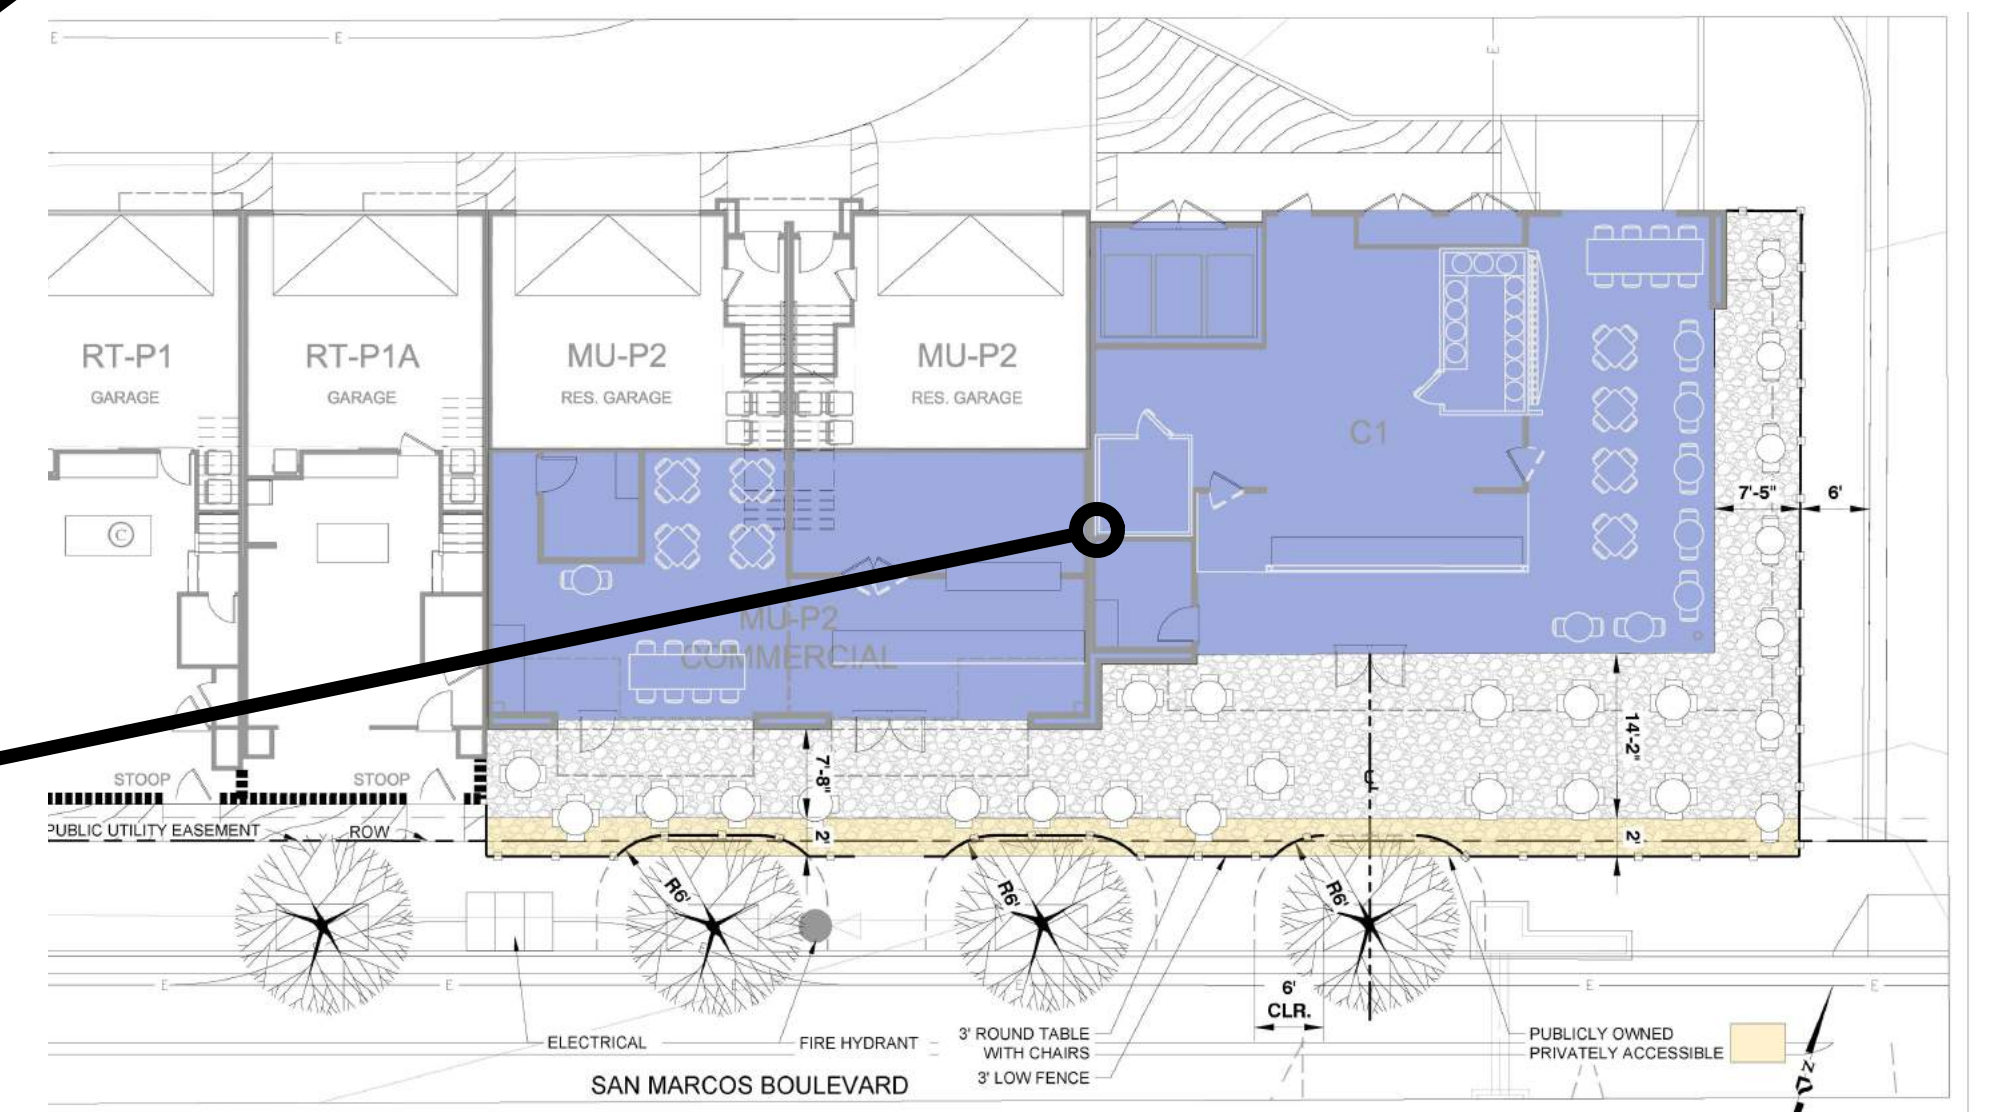 E
E
E
RT-P1
GARAGE
RT-P1A
GARAGE
MU-P2
RES. GARAGE
MU-P2
RES. GARAGE
C1
7'-5"
6'
C
MU-P2
COMMERCIAL
14'-2"
7'-8"
STOOP
STOOP
PUBLIC UTILITY EASEMENT
ROW
2'
2'
R6'
R6'
R6'
E
E
E
E
E
6'
CLR.
ELECTRICAL
FIRE HYDRANT
3' ROUND TABLE
WITH CHAIRS
3' LOW FENCE
PUBLICLY OWNED
PRIVATELY ACCESSIBLE
SAN MARCOS BOULEVARD
N